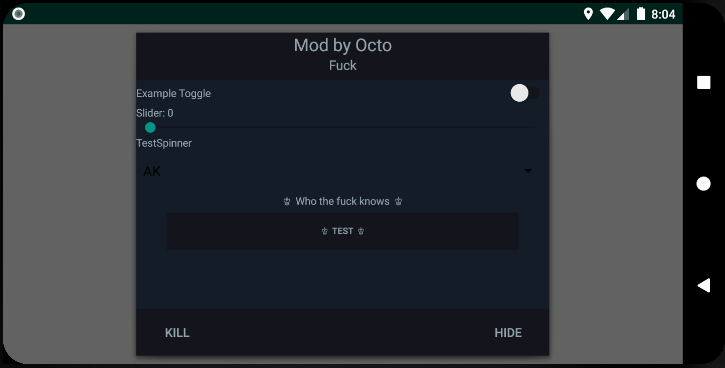 8:04
Mod by Octo
Fuck
Example Toggle
Slider: 0
TestSpinner
AK
♔ Who the fuck knows ♔
♔ TEST ♔
KILL HIDE